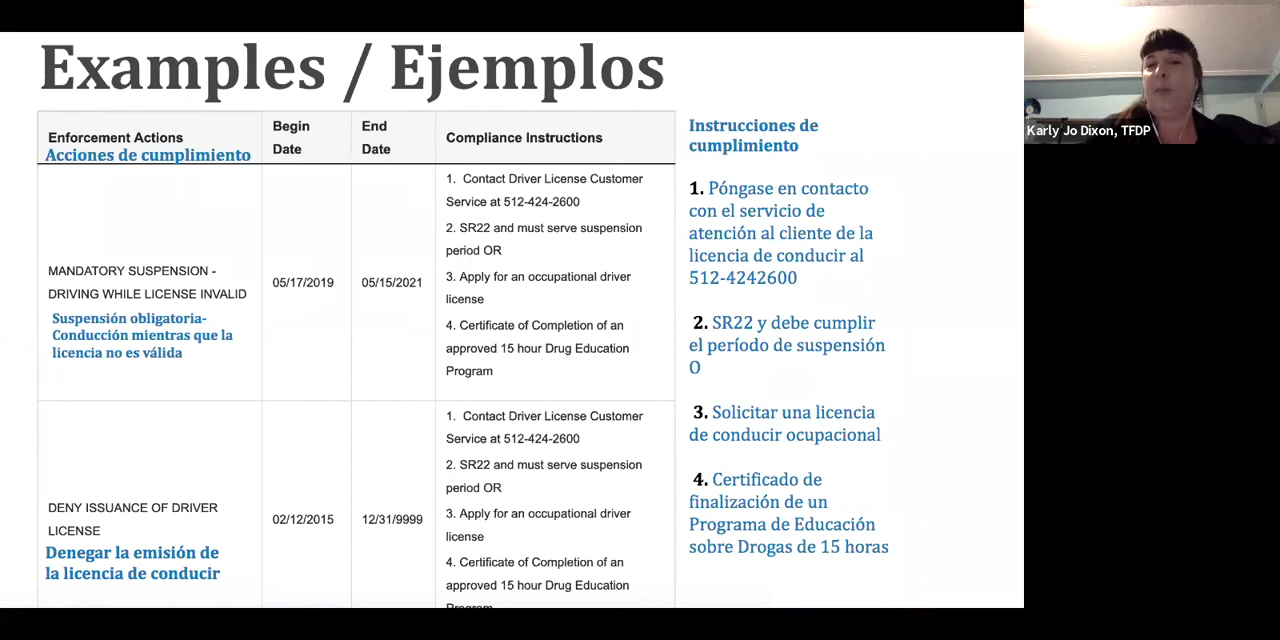 Examples / Ejemplos
Enforcement Actions
Acciones de cumplimiento
Begin
Date
End
Date
Compliance Instructions
MANDATORY SUSPENSION -
DRIVING WHILE LICENSE INVALID
Suspensión obligatoria-
Conducción mientras que la
licencia no es válida
05/17/2019
05/15/2021
1. Contact Driver License Customer
Service at 512-424-2600
2. SR22 and must serve suspension
period OR
3. Apply for an occupational driver
license
4. Certificate of Completion of an
approved 15 hour Drug Education
Program
DENY ISSUANCE OF DRIVER
LICENSE
Denegar la emisión de
la licencia de conducir
02/12/2015
12/31/9999
1. Contact Driver License Customer
Service at 512-424-2600
2. SR22 and must serve suspension
period OR
3. Apply for an occupational driver
license
4. Certificate of Completion of an
approved 15 hour Drug Education
Program
Instrucciones de
cumplimiento
1. Póngase en contacto
con el servicio de
atención al cliente de la
licencia de conducir al
512-4242600
2. SR22 y debe cumplir
el período de suspensión
O
3. Solicitar una licencia
de conducir ocupacional
4. Certificado de
finalización de un
Programa de Educación
sobre Drogas de 15 horas
Karly Jo Dixon, TFDP